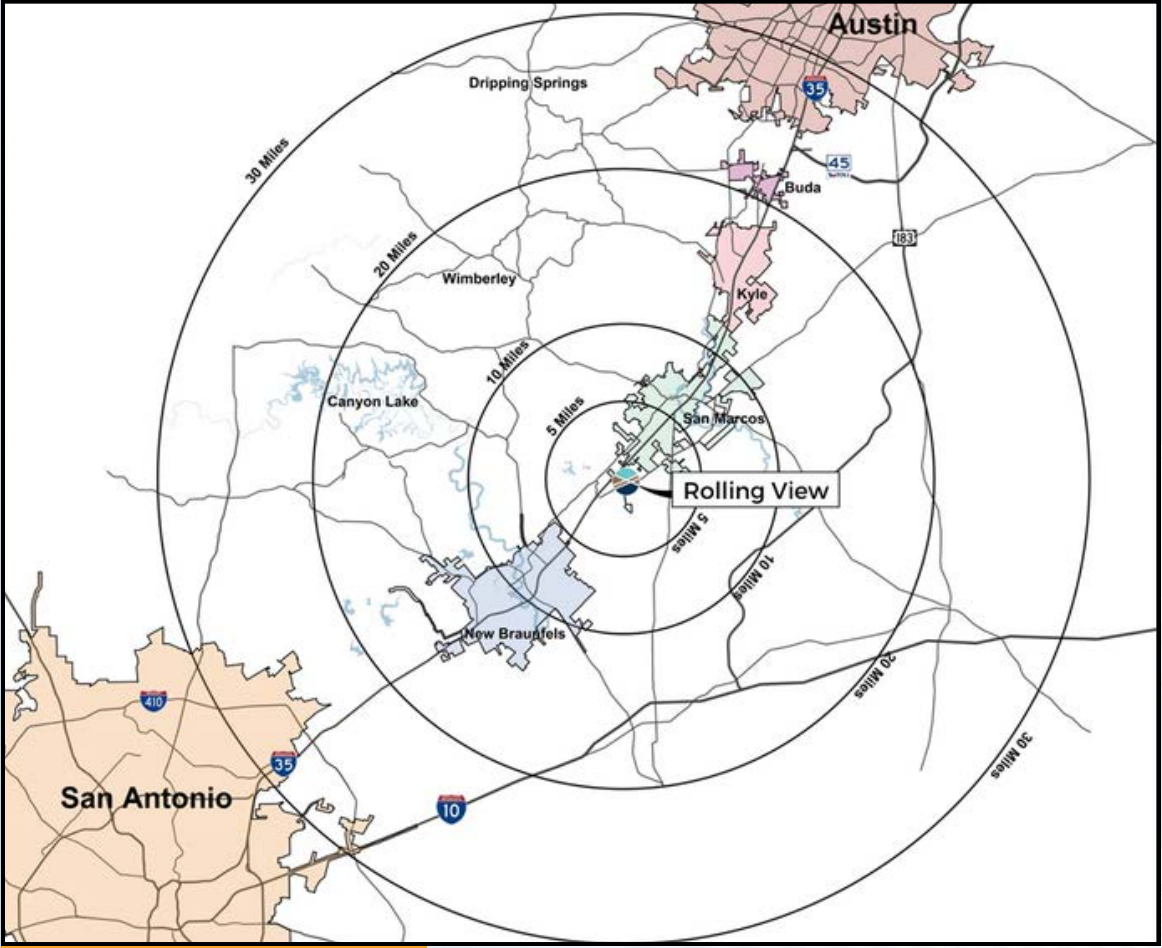 Austin
35
Dripping Springs
30 Miles
45
TOLL
Buda
183
20 Miles
Wimberley
Kyle
10 Miles
Canyon Lake
5 Miles
San Marcos
Rolling View
5 Miles
10 Miles
New Braunfels
20 Miles
410
30 Miles
35
San Antonio
10